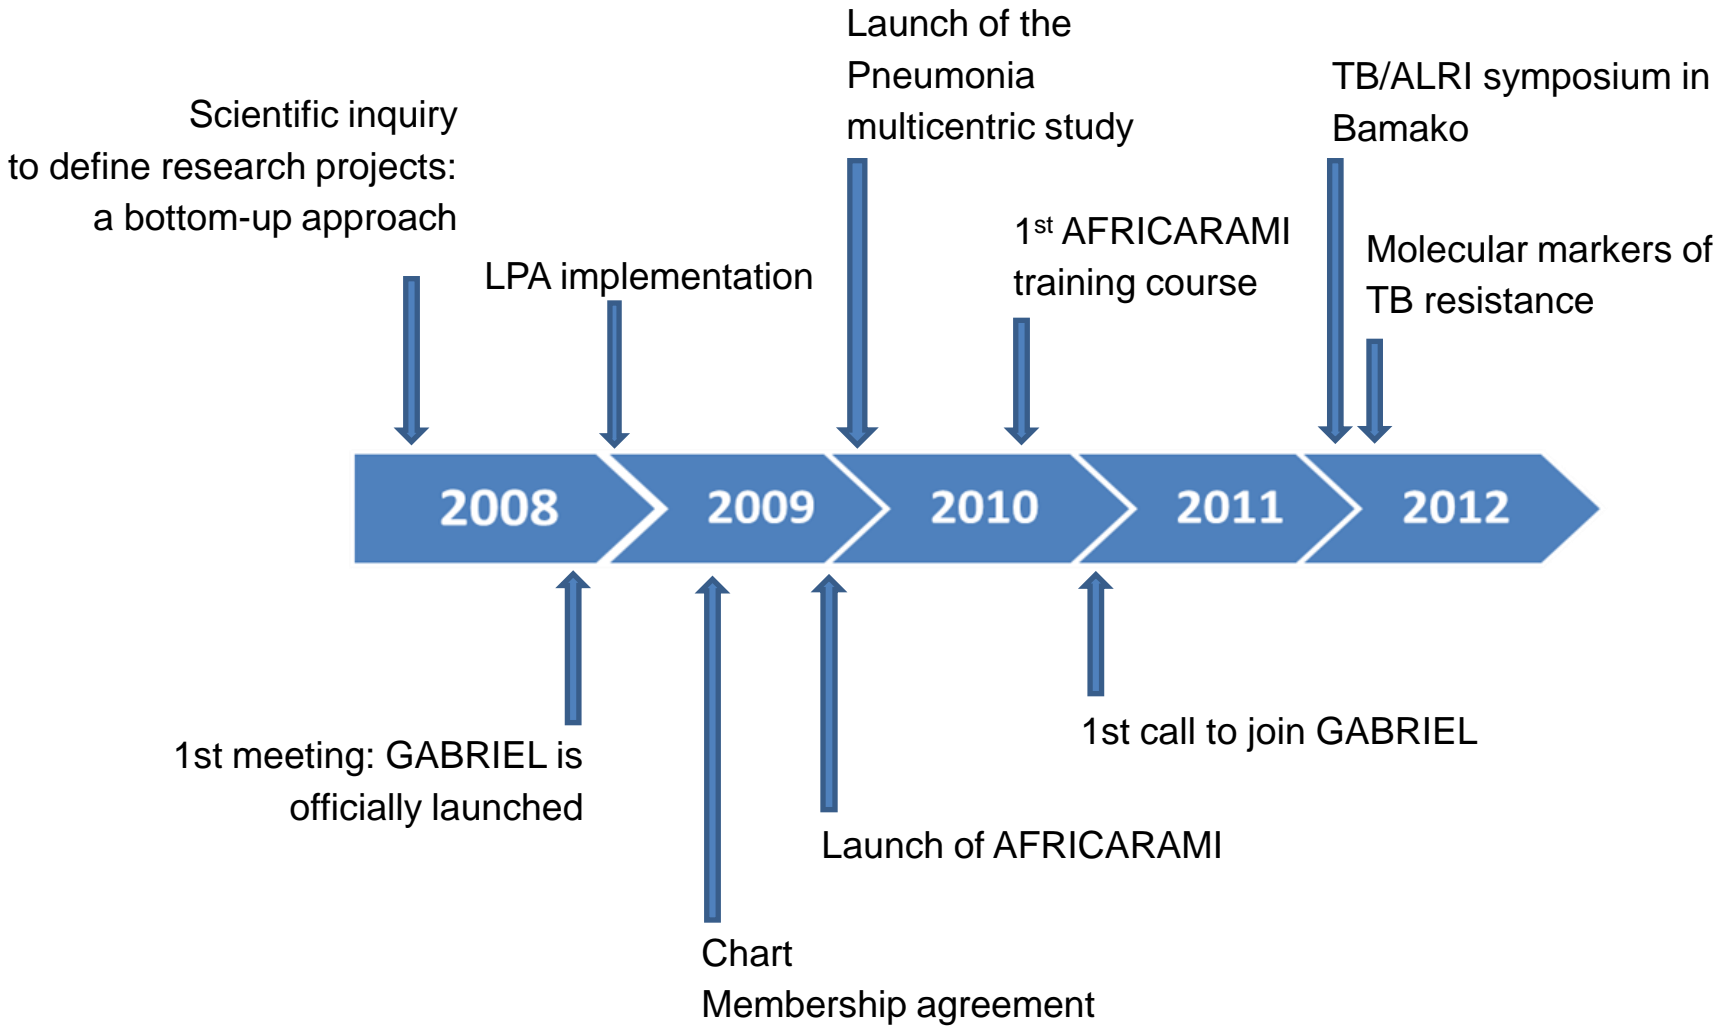 Launch of the
Pneumonia
multicentric study
TB/ALRI symposium in
Bamako
Scientific inquiry
to define research projects:
a bottom-up approach
1st AFRICARAMI
training course
Molecular markers of
TB resistance
LPA implementation
2008
2009
2010
2011
2012
1st meeting: GABRIEL is
officially launched
1st call to join GABRIEL
Launch of AFRICARAMI
Chart
Membership agreement